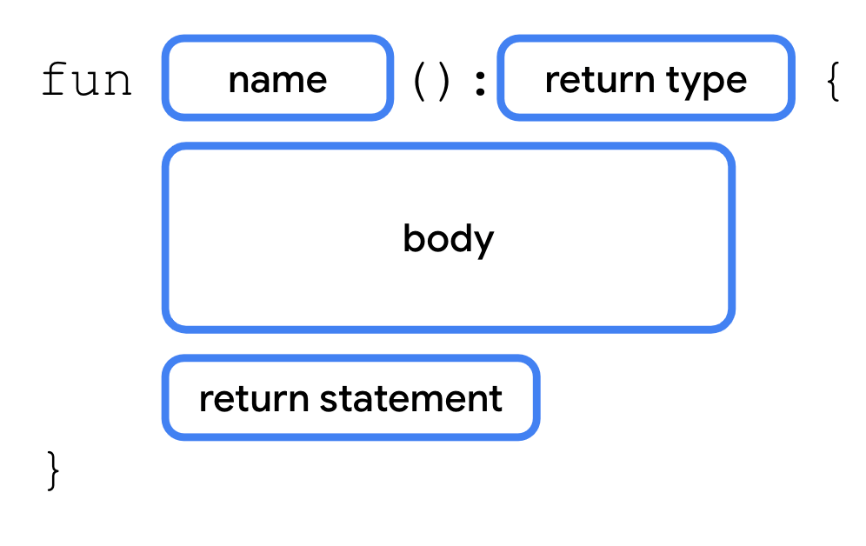 fun name () : return type {
body
return statement
}